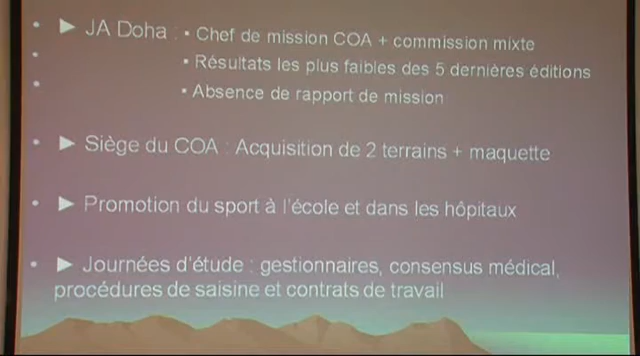 • ► JA Doha : ▪ Chef de mission COA + commission mixte
• ▪ Résultats les plus faibles des 5 dernières éditions
• ▪ Absence de rapport de mission
• ► Siège du COA : Acquisition de 2 terrains + maquette
• ► Promotion du sport à l'école et dans les hôpitaux
• ► Journées d'étude : gestionnaires, consensus médical,
procédures de saisine et contrats de travail